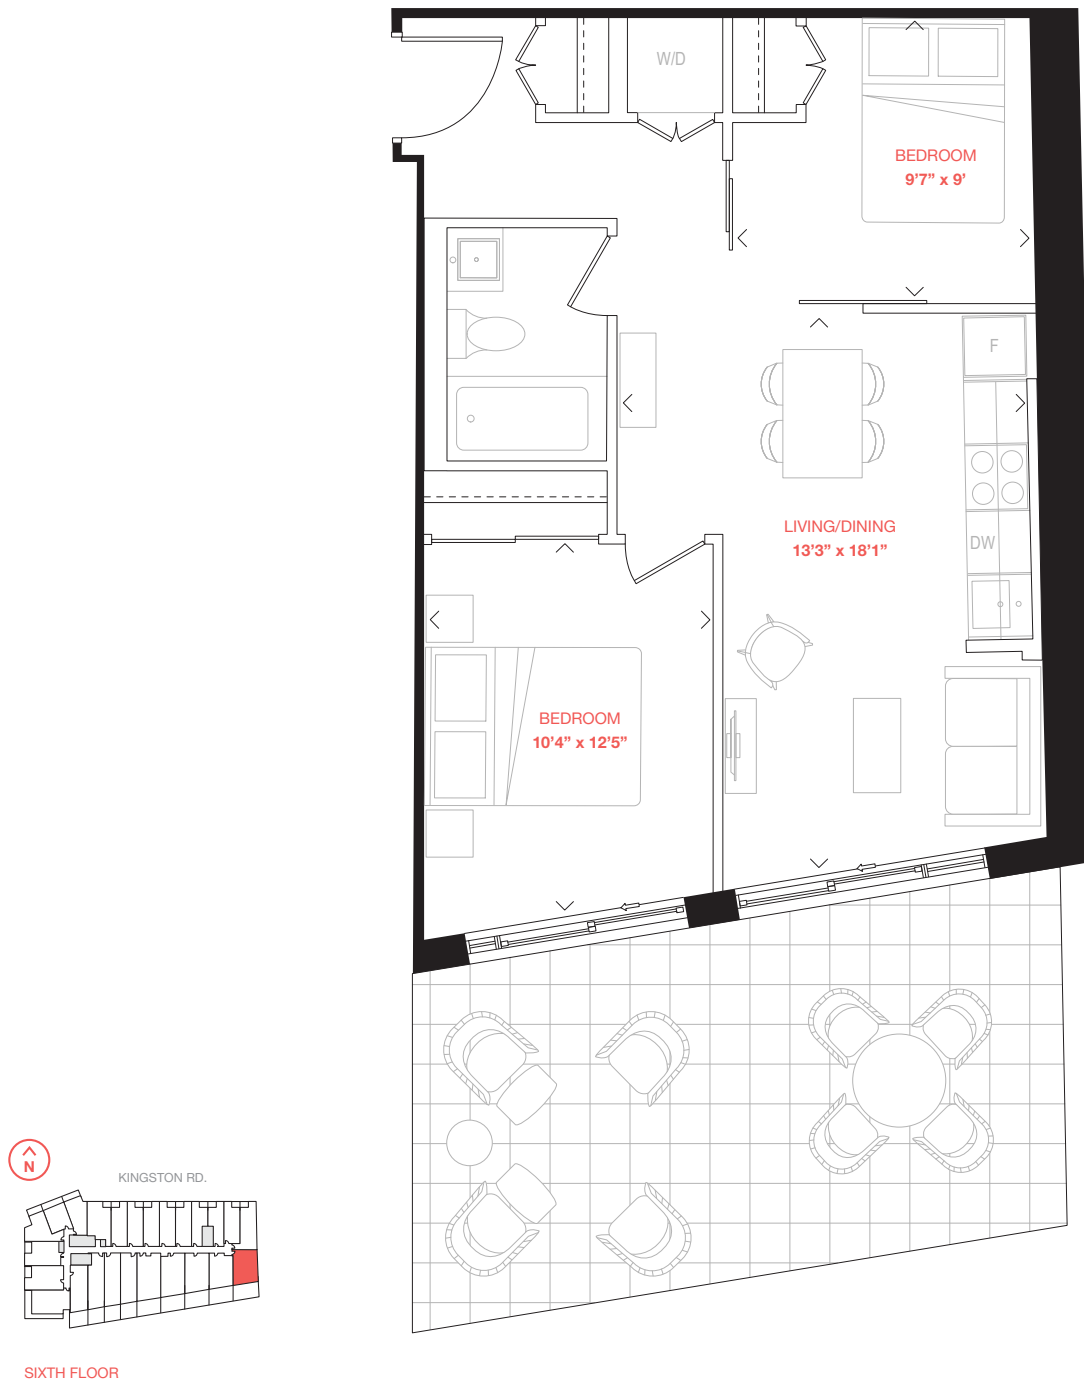 W/D
BEDROOM
9’7” x 9’
F
LIVING/DINING
13’3” x 18’1”
DW
BEDROOM
10’4” x 12’5”
N
KINGSTON RD.
SIXTH FLOOR